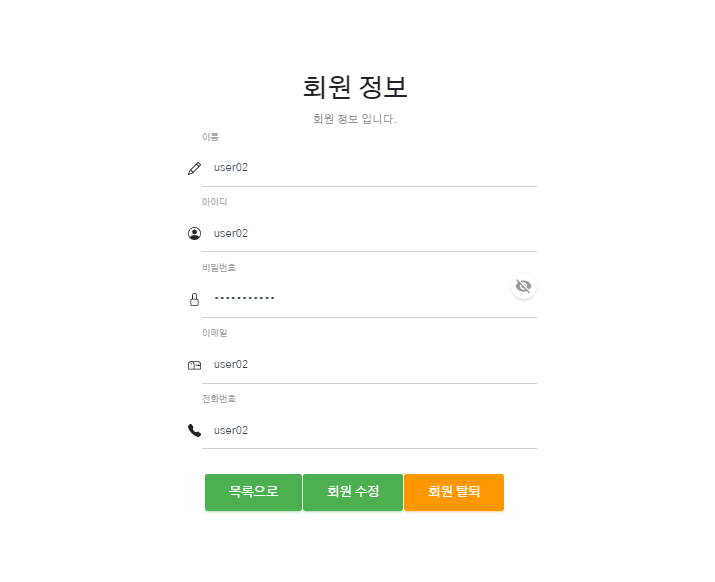 회원 정보
회원 정보 입니다.
이름
user02
아이디
user02
비밀번호
•••••••••••
이메일
user02
전화번호
user02
목록으로 회원 수정 회원 탈퇴